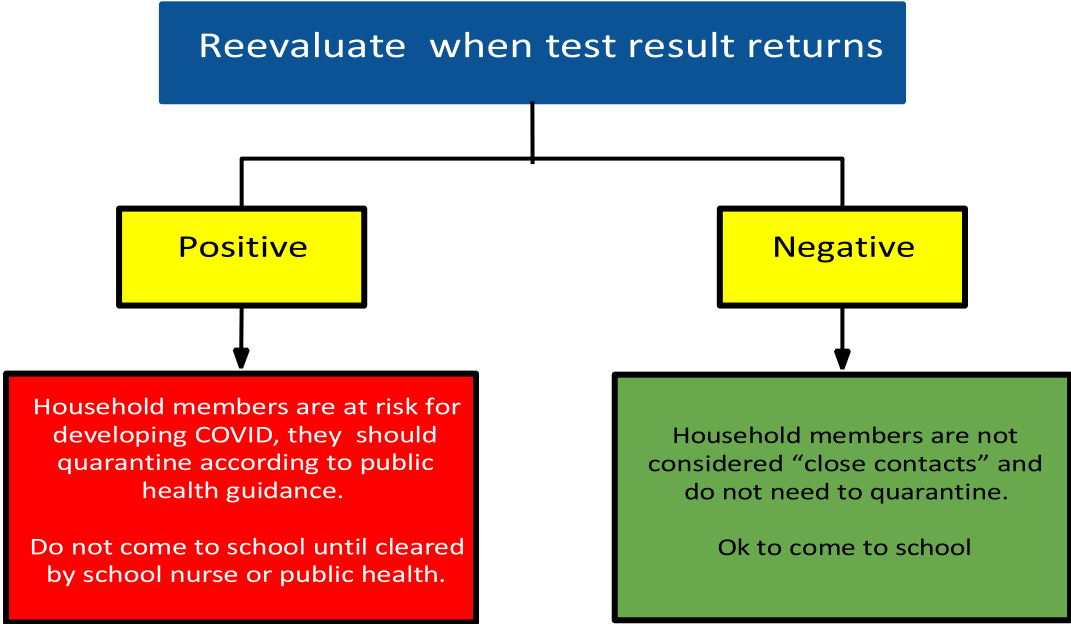 Reevaluate  when test result returns
Positive
Negative
Household members are at risk for
developing COVID, they  should
quarantine according to public
health guidance.
Do not come to school until cleared
by school nurse or public health.
Household members are not
considered “close contacts” and
do not need to quarantine.
Ok to come to school